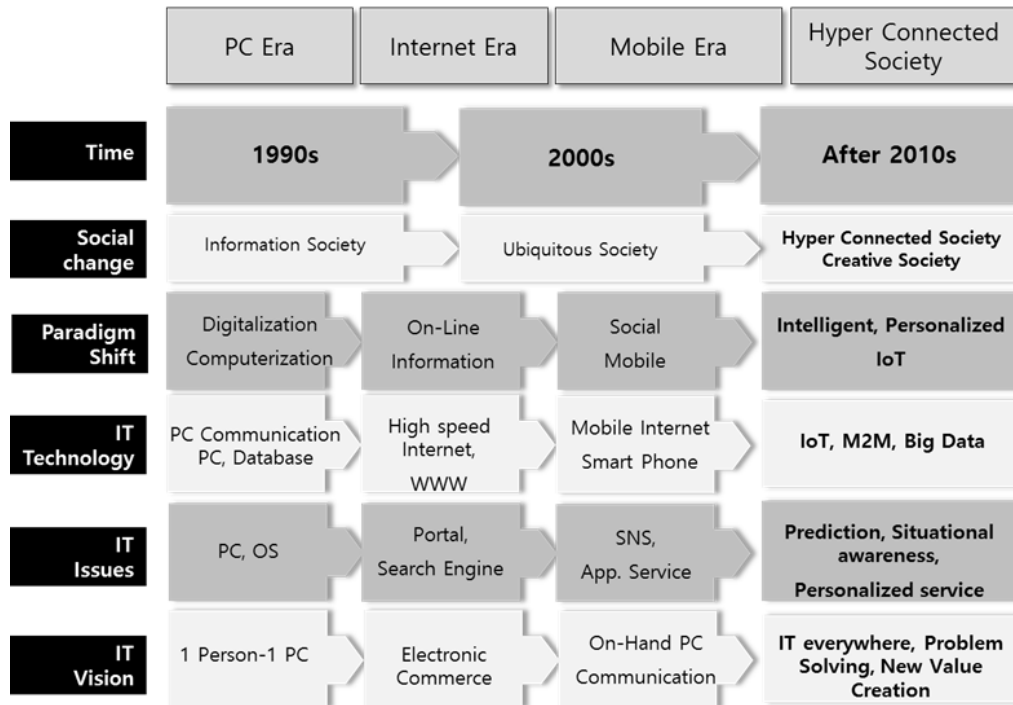 PC Era
Internet Era
Mobile Era
Hyper Connected
Society
Time
1990s
2000s
After 2010s
Social
change
Information Society
Ubiquitous Society
Hyper Connected Society
Creative Society
Paradigm
Shift
Digitalization
Computerization
On-Line
Information
Social
Mobile
Intelligent, Personalized
IoT
IT
Technology
PC Communication
PC, Database
High speed
Internet,
WWW
Mobile Internet
Smart Phone
IoT, M2M, Big Data
IT
Issues
PC, OS
Portal,
Search Engine
SNS,
App. Service
Prediction, Situational
awareness,
Personalized service
IT
Vision
1 Person-1 PC
Electronic
Commerce
On-Hand PC
Communication
IT everywhere, Problem
Solving, New Value
Creation